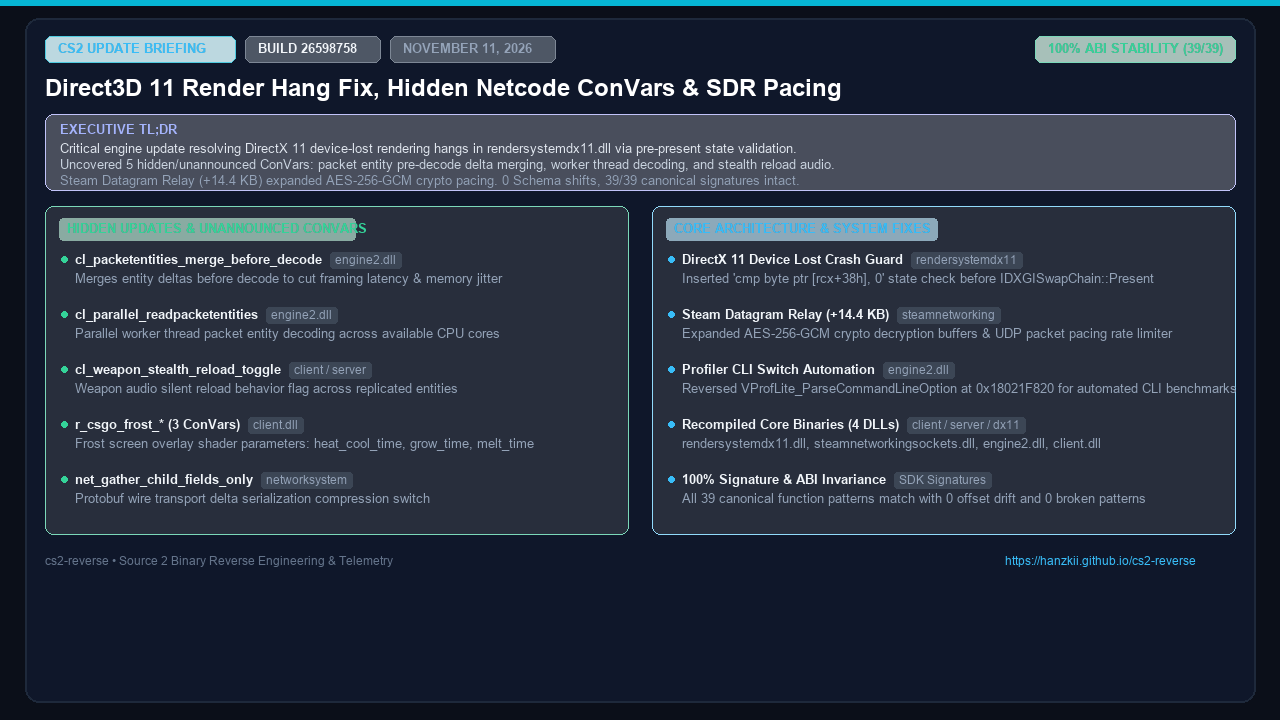 CS2 UPDATE BRIEFING
BUILD 26598758
NOVEMBER 11, 2026
100% ABI STABILITY (39/39)
Direct3D 11 Render Hang Fix, Hidden Netcode ConVars & SDR Pacing
EXECUTIVE TL;DR
Critical engine update resolving DirectX 11 device-lost rendering hangs in rendersystemdx11.dll via pre-present state validation.
Uncovered 5 hidden/unannounced ConVars: packet entity pre-decode delta merging, worker thread decoding, and stealth reload audio.
Steam Datagram Relay (+14.4 KB) expanded AES-256-GCM crypto pacing. 0 Schema shifts, 39/39 canonical signatures intact.
HIDDEN UPDATES & UNANNOUNCED CONVARS
cl_packetentities_merge_before_decode engine2.dll
Merges entity deltas before decode to cut framing latency & memory jitter
cl_parallel_readpacketentities engine2.dll
Parallel worker thread packet entity decoding across available CPU cores
cl_weapon_stealth_reload_toggle client / server
Weapon audio silent reload behavior flag across replicated entities
r_csgo_frost_* (3 ConVars) client.dll
Frost screen overlay shader parameters: heat_cool_time, grow_time, melt_time
net_gather_child_fields_only networksystem
Protobuf wire transport delta serialization compression switch
CORE ARCHITECTURE & SYSTEM FIXES
DirectX 11 Device Lost Crash Guard rendersystemdx11
Inserted 'cmp byte ptr [rcx+38h], 0' state check before IDXGISwapChain::Present
Steam Datagram Relay (+14.4 KB) steamnetworking
Expanded AES-256-GCM crypto decryption buffers & UDP packet pacing rate limiter
Profiler CLI Switch Automation engine2.dll
Reversed VProfLite_ParseCommandLineOption at 0x18021F820 for automated CLI benchmarks
Recompiled Core Binaries (4 DLLs) client / server / dx11
rendersystemdx11.dll, steamnetworkingsockets.dll, engine2.dll, client.dll
100% Signature & ABI Invariance SDK Signatures
All 39 canonical function patterns match with 0 offset drift and 0 broken patterns
cs2-reverse • Source 2 Binary Reverse Engineering & Telemetry
https://hanzkii.github.io/cs2-reverse